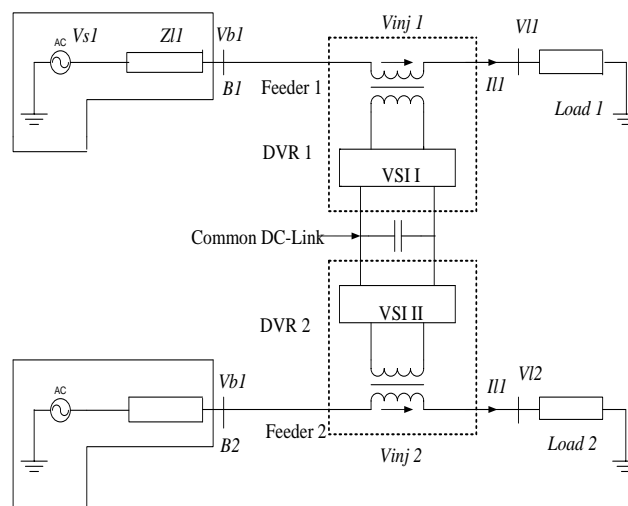 Vinj 1
AC
Vs1
Zl1
Vb1
Vl1
B1
Feeder 1
Il1
Load 1
DVR 1
VSI I
Common DC-Link
VSI II
DVR 2
AC
Vb1
Il1
Vl2
B2
Feeder 2
Load 2
Vinj 2